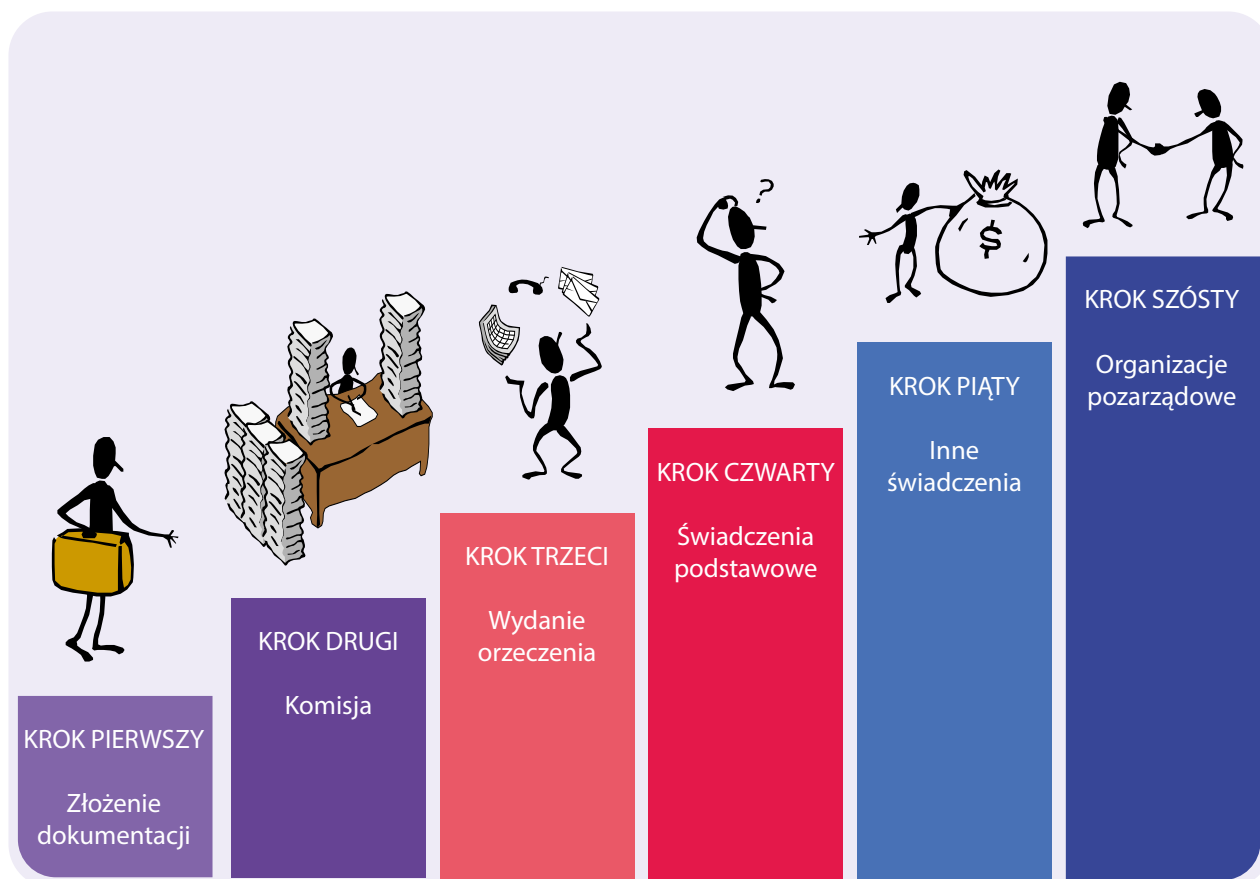 KROK PIERWSZY
Złożenie
dokumentacji
KROK DRUGI
Komisja
KROK TRZECI
Wydanie
orzeczenia
KROK CZWARTY
Świadczenia
podstawowe
?
KROK PIĄTY
Inne
świadczenia
$
KROK SZÓSTY
Organizacje
pozarządowe